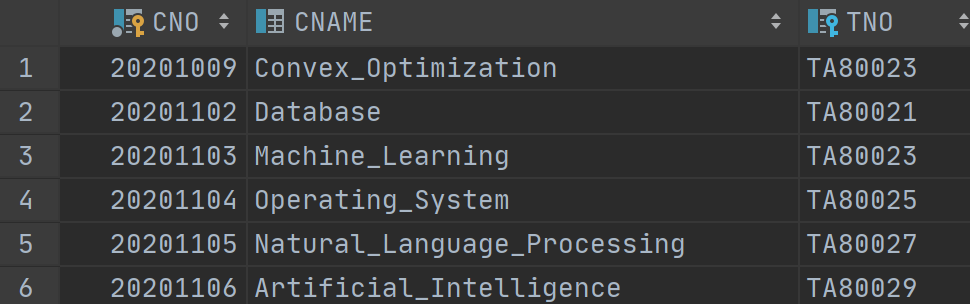 CNO CNAME TNO
1 20201009 Convex_Optimization TA80023
2 20201102 Database TA80021
3 20201103 Machine_Learning TA80023
4 20201104 Operating_System TA80025
5 20201105 Natural_Language_Processing TA80027
6 20201106 Artificial_Intelligence TA80029